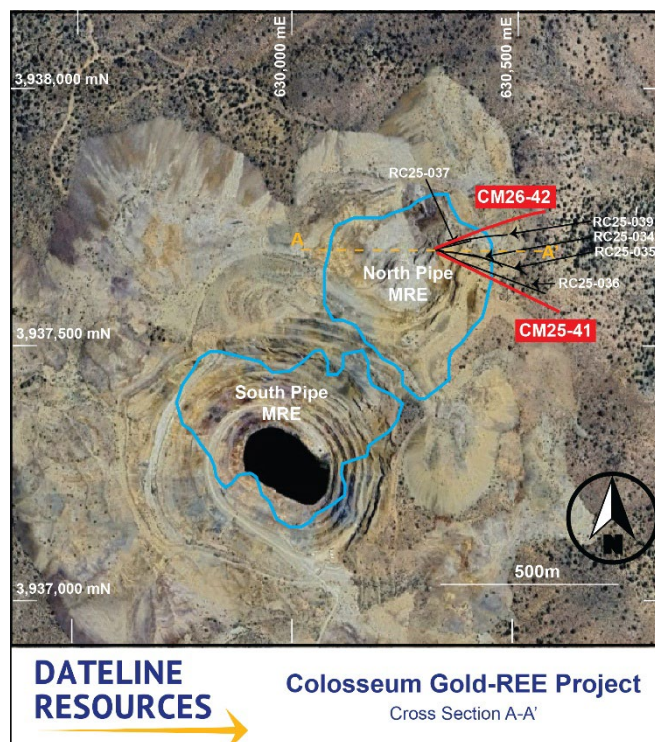 630,000 mE
630,500 mE
3,938,000 mN
RC25-037
CM26-42
RC25-039
RC25-034
RC25-035
A
A'
North Pipe
MRE
RC25-036
CM25-41
3,937,500 mN
South Pipe
MRE
N
500m
3,937,000 mN
DATELINE
RESOURCES
Colosseum Gold-REE Project
Cross Section A-A'